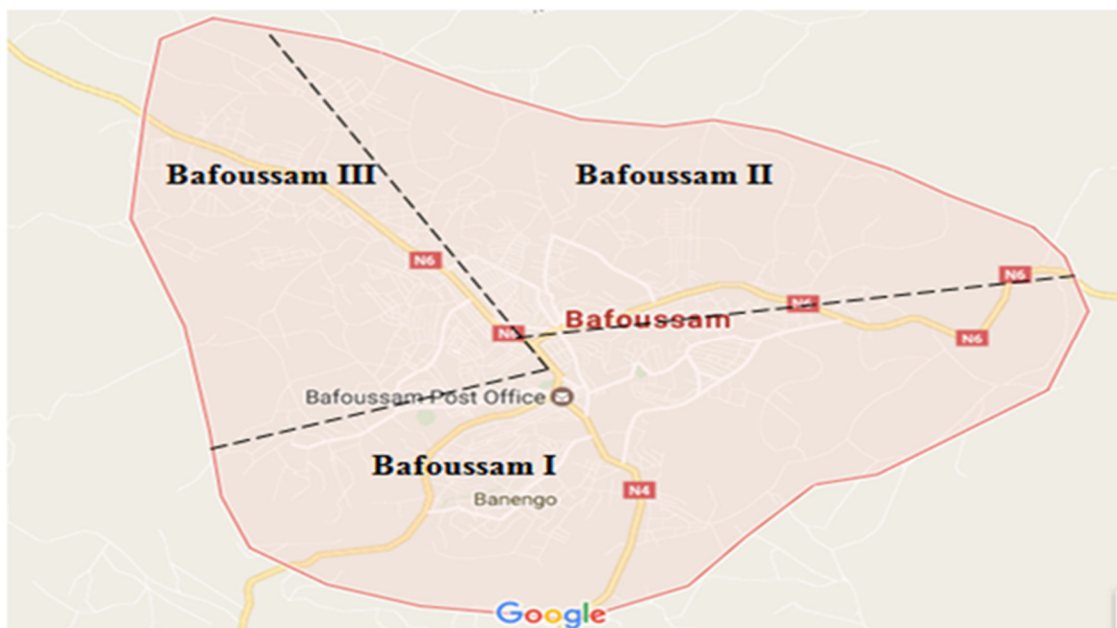 Bafoussam III
Bafoussam II
N6
N6
N6
Bafoussam
N6
N6
Bafoussam Post Office
Bafoussam I
Banengo
N4
Google